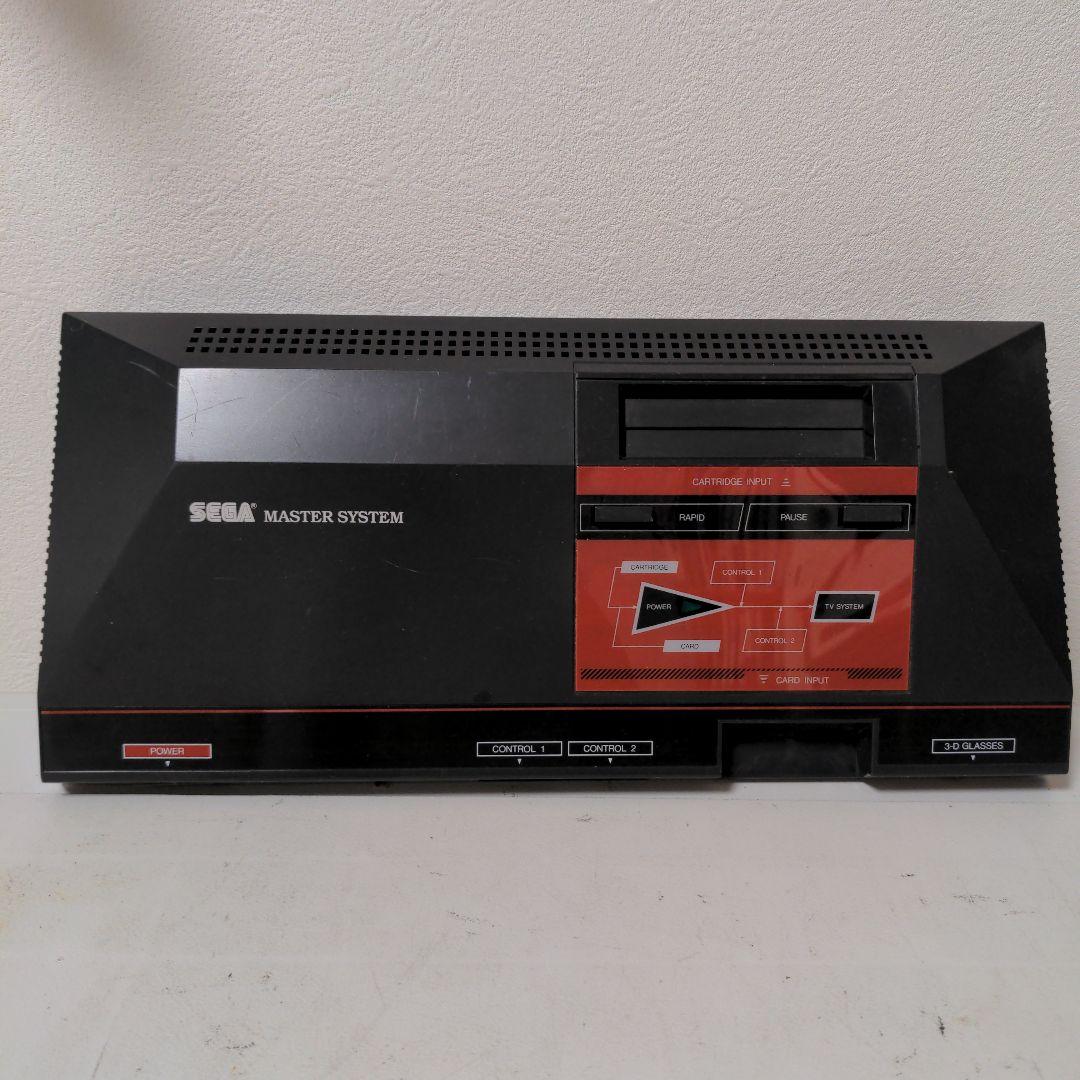 CARTRIDGE INPUT
SEGA® MASTER SYSTEM
RAPID
PAUSE
CARTRIDGE
CONTROL 1
POWER
TV SYSTEM
CARD
CONTROL 2
CARD INPUT
POWER
CONTROL 1
CONTROL 2
3-D GLASSES